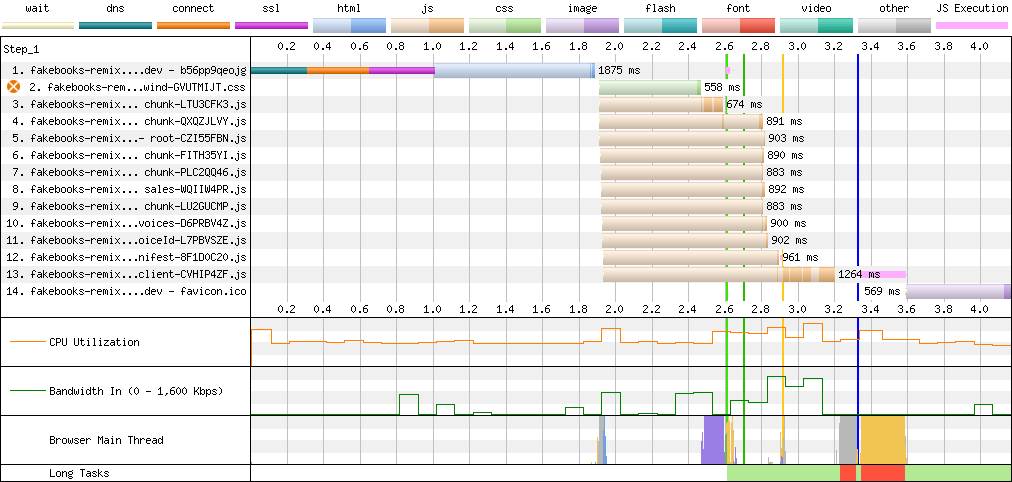 wait dns connect ssl html js css image flash font video other JS Execution
Step_1 0.2 0.4 0.6 0.8 1.0 1.2 1.4 1.6 1.8 2.0 2.2 2.4 2.6 2.8 3.0 3.2 3.4 3.6 3.8 4.0
1. fakebooks-remix....dev - b56pp9qeojg 1875 ms
2. fakebooks-rem...wind-GVUTMIJT.css 558 ms
3. fakebooks-remix... chunk-LTU3CFK3.js 674 ms
4. fakebooks-remix... chunk-QXQZJLVY.js 891 ms
5. fakebooks-remix...- root-CZI55FBN.js 903 ms
6. fakebooks-remix... chunk-FITH35YI.js 890 ms
7. fakebooks-remix... chunk-PLC2QQ46.js 883 ms
8. fakebooks-remix... sales-WQIIW4PR.js 892 ms
9. fakebooks-remix... chunk-LU2GUCMP.js 883 ms
10. fakebooks-remix...voices-D6PRBV4Z.js 900 ms
11. fakebooks-remix...oiceId-L7PBVSZE.js 902 ms
12. fakebooks-remix...nifest-8F1D0C20.js 961 ms
13. fakebooks-remix...client-CVHIP4ZF.js 1264 ms
14. fakebooks-remix....dev - favicon.ico 569 ms
0.2 0.4 0.6 0.8 1.0 1.2 1.4 1.6 1.8 2.0 2.2 2.4 2.6 2.8 3.0 3.2 3.4 3.6 3.8 4.0
CPU Utilization
Bandwidth In (0 - 1,600 Kbps)
Browser Main Thread
Long Tasks